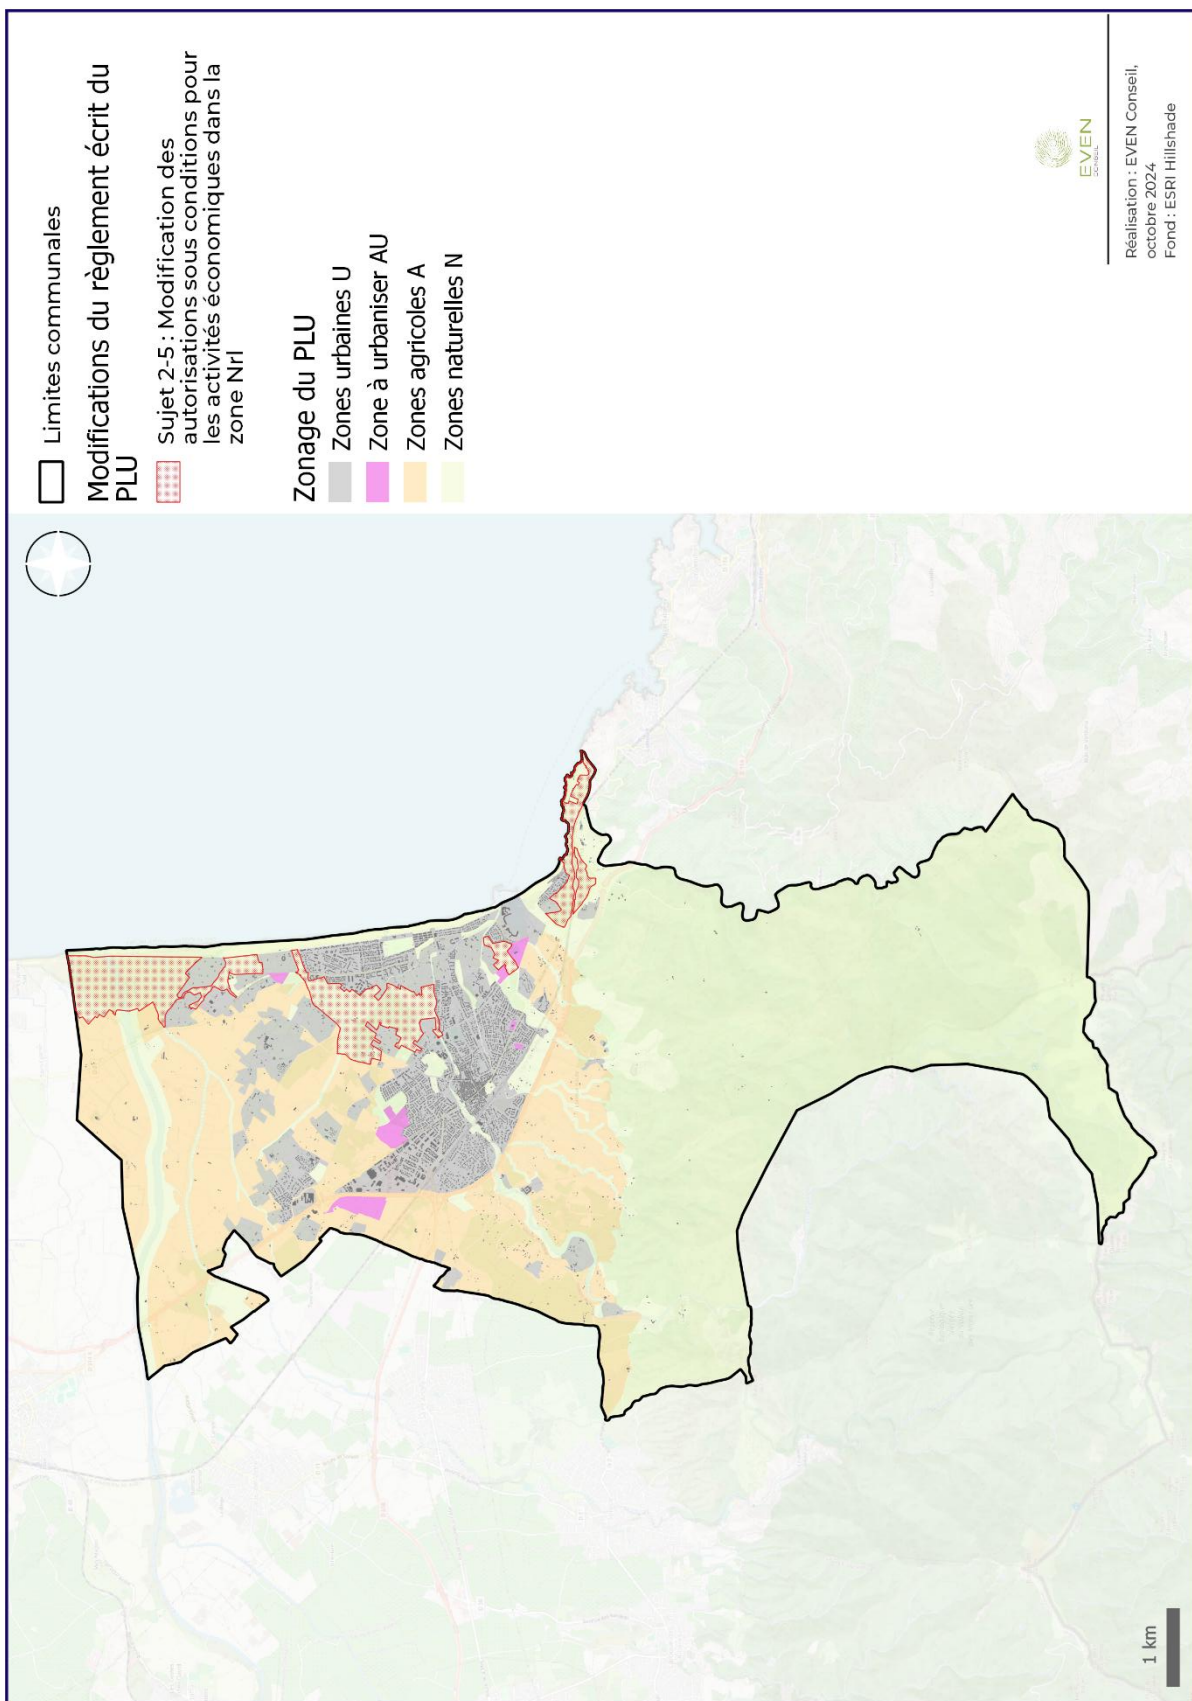 Limites communales
Modifications du règlement écrit du
PLU
Sujet 2-5 : Modification des
autorisations sous conditions pour
les activités économiques dans la
zone Nrl
Zonage du PLU
Zones urbaines U
Zone à urbaniser AU
Zones agricoles A
Zones naturelles N
EVEN
CONSEIL
Réalisation : EVEN Conseil,
octobre 2024
Fond : ESRI Hillshade
1 km